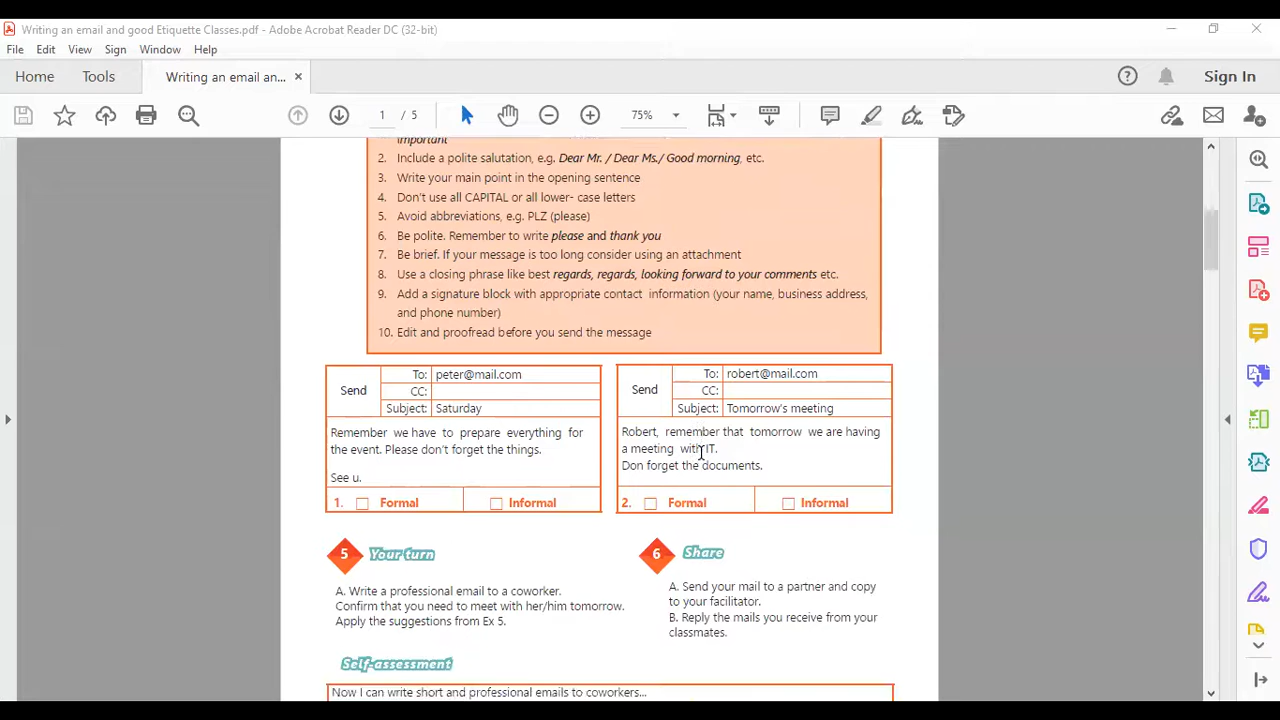 Writing an email and good Etiquette Classes.pdf - Adobe Acrobat Reader DC (32-bit)
File Edit View Sign Window Help
Home Tools Writing an email an... × Sign In
1 / 5 75%
important
2. Include a polite salutation, e.g. Dear Mr. / Dear Ms./ Good morning, etc.
3. Write your main point in the opening sentence
4. Don't use all CAPITAL or all lower- case letters
5. Avoid abbreviations, e.g. PLZ (please)
6. Be polite. Remember to write please and thank you
7. Be brief. If your message is too long consider using an attachment
8. Use a closing phrase like best regards, regards, looking forward to your comments etc.
9. Add a signature block with appropriate contact information (your name, business address,
and phone number)
10. Edit and proofread before you send the message
Send
To: peter@mail.com
CC:
Subject: Saturday
Remember we have to prepare everything for
the event. Please don't forget the things.
See u.
1. Formal Informal
Send
To: robert@mail.com
CC:
Subject: Tomorrow's meeting
Robert, remember that tomorrow we are having
a meeting with IT.
Don forget the documents.
2. Formal Informal
5 Your turn
A. Write a professional email to a coworker.
Confirm that you need to meet with her/him tomorrow.
Apply the suggestions from Ex 5.
6 Share
A. Send your mail to a partner and copy
to your facilitator.
B. Reply the mails you receive from your
classmates.
Self-assessment
Now I can write short and professional emails to coworkers...